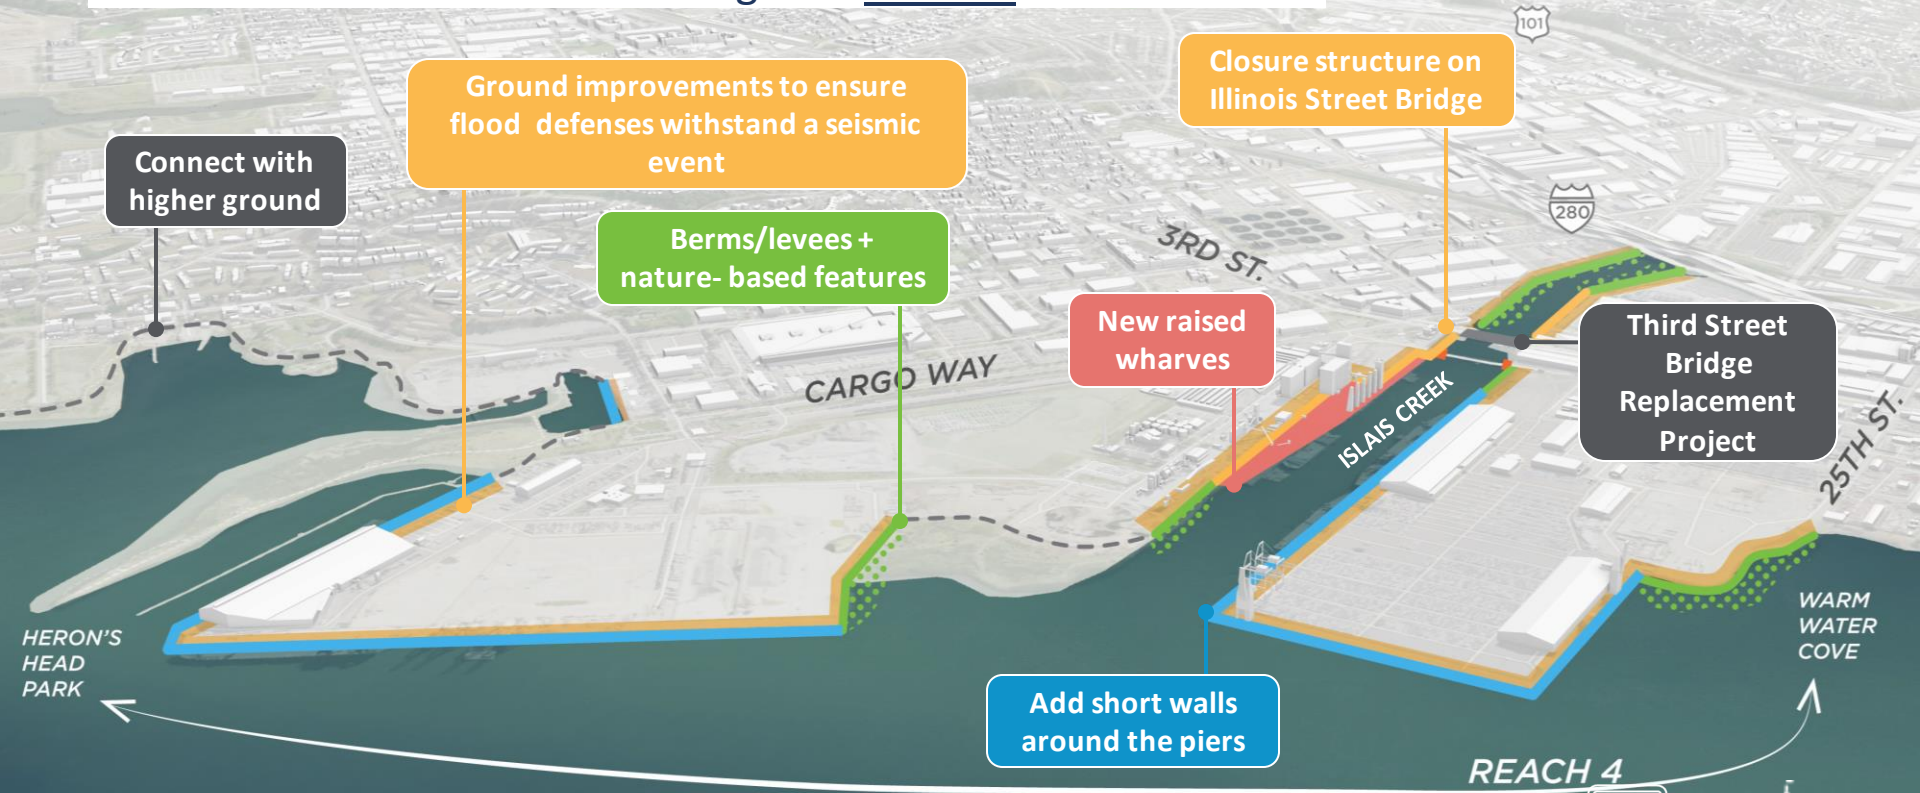 101
Closure structure on
Illinois Street Bridge
Ground improvements to ensure
flood defenses withstand a seismic
event
Connect with
higher ground
280
Berms/levees +
nature- based features
3RD ST.
New raised
wharves
Third Street
Bridge
Replacement
Project
CARGO WAY
ISLAIS CREEK
25TH ST.
HERON'S
HEAD
PARK
WARM
WATER
COVE
Add short walls
around the piers
REACH 4